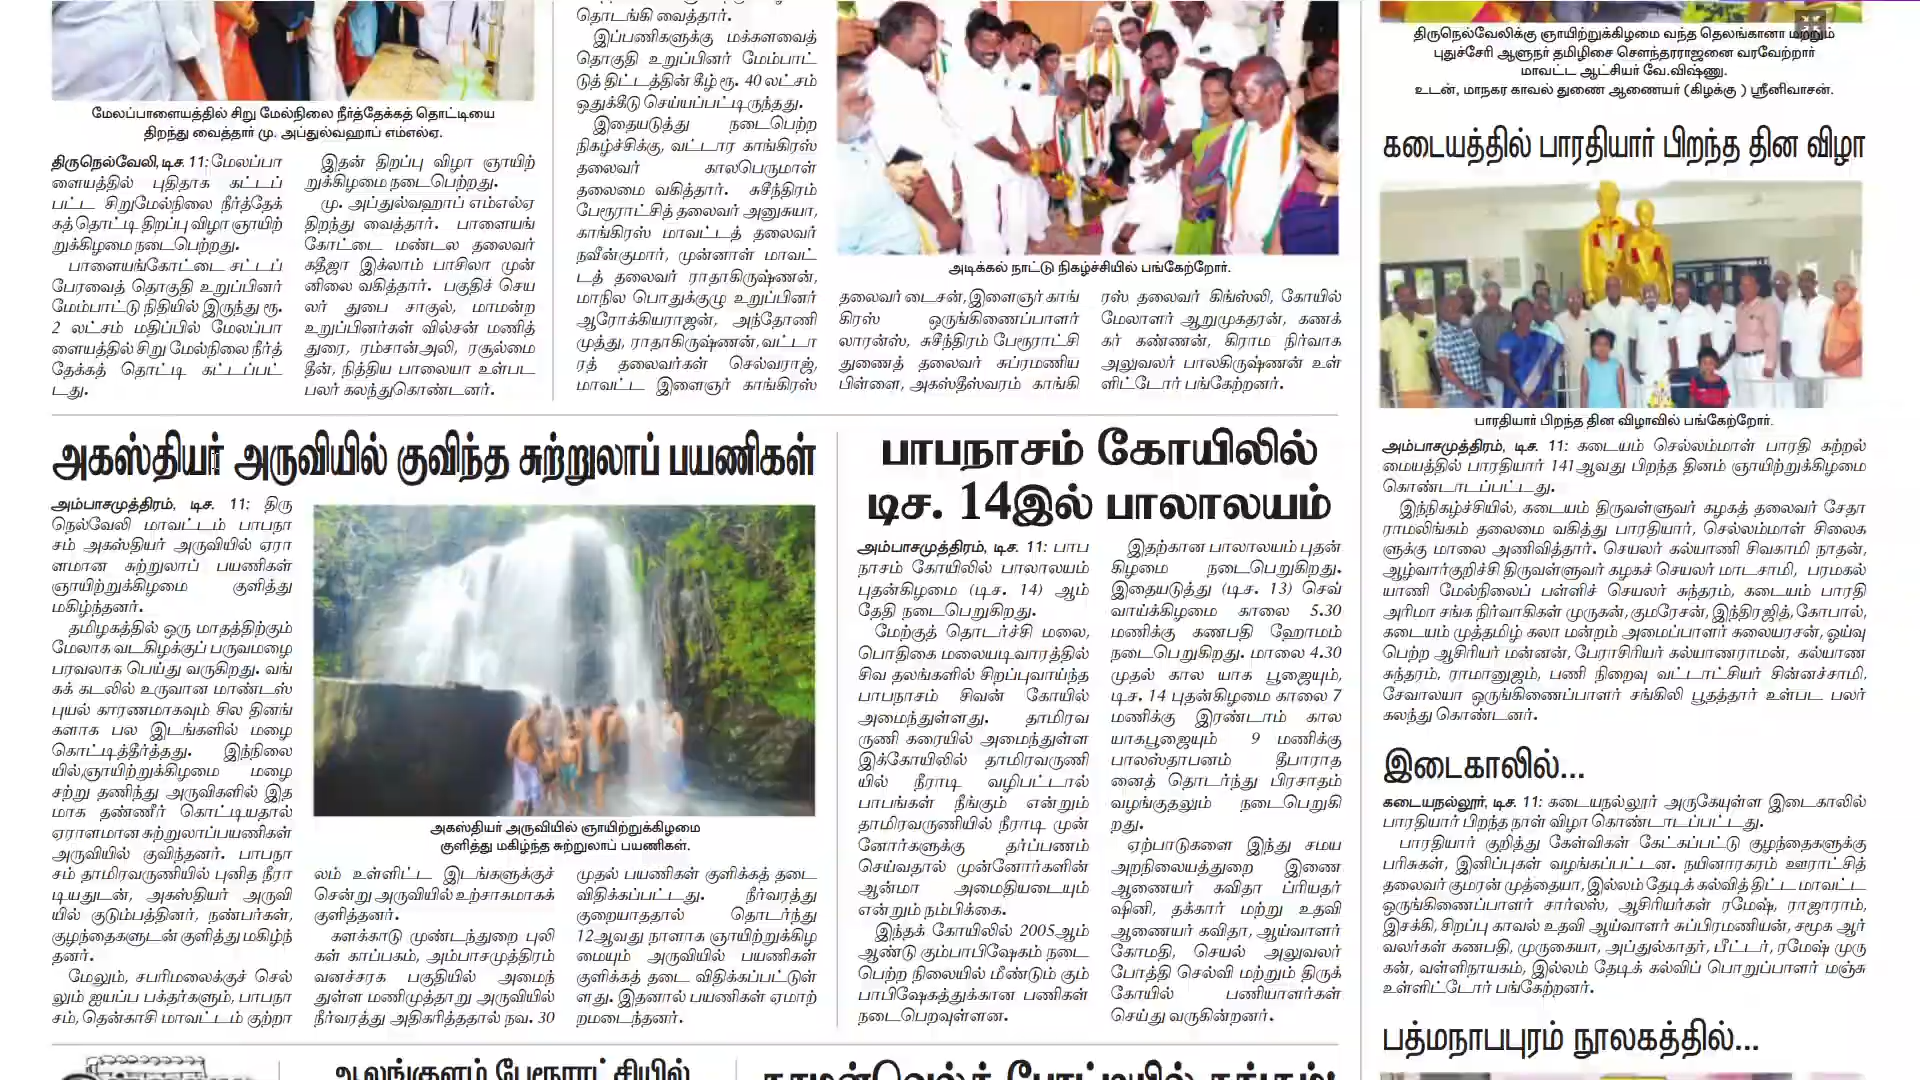 மேலப்பாளையத்தில் சிறு மேல்நிலை நீர்த்தேக்கத் தொட்டியை
திறந்து வைத்தார் மு. அப்துல்வஹாப் எம்எல்ஏ.
திருநெல்வேலி, டிச. 11: மேலப்பா
ளையத்தில் புதிதாக கட்டப்
பட்ட சிறுமேல்நிலை நீர்த்தேக்
கத் தொட்டி திறப்பு விழா ஞாயிற்
றுக்கிழமை நடைபெற்றது.
பாளையங்கோட்டை சட்டப்
பேரவைத் தொகுதி உறுப்பினர்
மேம்பாட்டு நிதியில் இருந்து ரூ.
2 லட்சம் மதிப்பில் மேலப்பா
ளையத்தில் சிறு மேல்நிலை நீர்த்
தேக்கத் தொட்டி கட்டப்பட்
டது.
இதன் திறப்பு விழா ஞாயிற்
றுக்கிழமை நடைபெற்றது.
மு. அப்துல்வஹாப் எம்எல்ஏ
திறந்து வைத்தார். பாளையங்
கோட்டை மண்டல தலைவர்
கதீஜா இக்லாம் பாசிலா முன்
னிலை வகித்தார். பகுதிச் செய
லர் துபை சாகுல், மாமன்ற
உறுப்பினர்கள் வில்சன் மணித்
துரை, ரம்சான்அலி, ரசூல்மை
தீன், நித்திய பாலையா உள்பட
பலர் கலந்துகொண்டனர்.
தொடங்கி வைத்தார்.
இப்பணிகளுக்கு மக்களவைத்
தொகுதி உறுப்பினர் மேம்பாட்
டுத் திட்டத்தின் கீழ் ரூ. 40 லட்சம்
ஒதுக்கீடு செய்யப்பட்டிருந்தது.
இதையடுத்து நடைபெற்ற
நிகழ்ச்சிக்கு, வட்டார காங்கிரஸ்
தலைவர் காலபெருமாள்
தலைமை வகித்தார். சுசீந்திரம்
பேரூராட்சித் தலைவர் அனுசுயா,
காங்கிரஸ் மாவட்டத் தலைவர்
நவீன்குமார், முன்னாள் மாவட்
டத் தலைவர் ராதாகிருஷ்ணன்,
மாநில பொதுக்குழு உறுப்பினர்
ஆரோக்கியராஜன், அந்தோணி
முத்து, ராதாகிருஷ்ணன், வட்டா
ரத் தலைவர்கள் செல்வராஜ்,
மாவட்ட இளைஞர் காங்கிரஸ்
அடிக்கல் நாட்டு நிகழ்ச்சியில் பங்கேற்றோர்.
தலைவர் டைசன், இளைஞர் காங்
கிரஸ் ஒருங்கிணைப்பாளர்
லாரன்ஸ், சுசீந்திரம் பேரூராட்சி
துணைத் தலைவர் சுப்ரமணிய
பிள்ளை, அகஸ்தீஸ்வரம் காங்கி
ரஸ் தலைவர் கிங்ஸ்லி, கோயில்
மேலாளர் ஆறுமுகதரன், கணக்
கர் கண்ணன், கிராம நிர்வாக
அலுவலர் பாலகிருஷ்ணன் உள்
ளிட்டோர் பங்கேற்றனர்.
திருநெல்வேலிக்கு ஞாயிற்றுக்கிழமை வந்த தெலங்கானா மற்றும்
புதுச்சேரி ஆளுநர் தமிழிசை சௌந்தரராஜனை வரவேற்றார்
மாவட்ட ஆட்சியர் வே.விஷ்ணு.
உடன், மாநகர காவல் துணை ஆணையர் (கிழக்கு ) ஸ்ரீனிவாசன்.
கடையத்தில் பாரதியார் பிறந்த தின விழா
பாரதியார் பிறந்த தின விழாவில் பங்கேற்றோர்.
அம்பாசமுத்திரம், டிச. 11: கடையம் செல்லம்மாள் பாரதி கற்றல்
மையத்தில் பாரதியார் 141ஆவது பிறந்த தினம் ஞாயிற்றுக்கிழமை
கொண்டாடப்பட்டது.
இந்நிகழ்ச்சியில், கடையம் திருவள்ளுவர் கழகத் தலைவர் சேதா
ராமலிங்கம் தலைமை வகித்து பாரதியார், செல்லம்மாள் சிலைக
ளுக்கு மாலை அணிவித்தார். செயலர் கல்யாணி சிவகாமி நாதன்,
ஆழ்வார்குறிச்சி திருவள்ளுவர் கழகச் செயலர் மாடசாமி, பரமகல்
யாணி மேல்நிலைப் பள்ளிச் செயலர் சுந்தரம், கடையம் பாரதி
அரிமா சங்க நிர்வாகிகள் முருகன், குமரேசன், இந்திரஜித், கோபால்,
கடையம் முத்தமிழ் கலா மன்றம் அமைப்பாளர் கலையரசன், ஓய்வு
பெற்ற ஆசிரியர் மன்னன், பேராசிரியர் கல்யாணராமன், கல்யாண
சுந்தரம், ராமானுஜம், பணி நிறைவு வட்டாட்சியர் சின்னச்சாமி,
சேவாலயா ஒருங்கிணைப்பாளர் சங்கிலி பூதத்தார் உள்பட பலர்
கலந்து கொண்டனர்.
இடைகாலில்...
கடையநல்லூர், டிச. 11: கடையநல்லூர் அருகேயுள்ள இடைகாலில்
பாரதியார் பிறந்த நாள் விழா கொண்டாடப்பட்டது.
பாரதியார் குறித்து கேள்விகள் கேட்கப்பட்டு குழந்தைகளுக்கு
பரிசுகள், இனிப்புகள் வழங்கப்பட்டன. நயினாரகரம் ஊராட்சித்
தலைவர் குமரன் முத்தையா, இல்லம் தேடிக் கல்வித் திட்ட மாவட்ட
ஒருங்கிணைப்பாளர் சார்லஸ், ஆசிரியர்கள் ரமேஷ், ராஜாராம்,
இசக்கி, சிறப்பு காவல் உதவி ஆய்வாளர் சுப்பிரமணியன், சமூக ஆர்
வலர்கள் கணபதி, முருகையா, அப்துல்காதர், பீட்டர், ரமேஷ் முரு
கன், வள்ளிநாயகம், இல்லம் தேடிக் கல்விப் பொறுப்பாளர் மஞ்சு
உள்ளிட்டோர் பங்கேற்றனர்.
பத்மநாபபுரம் நூலகத்தில்...
அகஸ்தியர் அருவியில் குவிந்த சுற்றுலாப் பயணிகள்
அம்பாசமுத்திரம், டிச. 11: திரு
நெல்வேலி மாவட்டம் பாபநா
சம் அகஸ்தியர் அருவியில் ஏரா
ளமான சுற்றுலாப் பயணிகள்
ஞாயிற்றுக்கிழமை குளித்து
மகிழ்ந்தனர்.
தமிழகத்தில் ஒரு மாதத்திற்கும்
மேலாக வடகிழக்குப் பருவமழை
பரவலாக பெய்து வருகிறது. வங்
கக் கடலில் உருவான மாண்டஸ்
புயல் காரணமாகவும் சில தினங்
களாக பல இடங்களில் மழை
கொட்டித்தீர்த்தது. இந்நிலை
யில்,ஞாயிற்றுக்கிழமை மழை
சற்று தணிந்து அருவிகளில் இத
மாக தண்ணீர் கொட்டியதால்
ஏராளமான சுற்றுலாப்பயணிகள்
அருவியில் குவிந்தனர். பாபநா
சம் தாமிரவருணியில் புனித நீரா
டியதுடன், அகஸ்தியர் அருவி
யில் குடும்பத்தினர், நண்பர்கள்,
குழந்தைகளுடன் குளித்து மகிழ்ந்
தனர்.
மேலும், சபரிமலைக்குச் செல்
லும் ஐயப்ப பக்தர்களும், பாபநா
சம், தென்காசி மாவட்டம் குற்றா
அகஸ்தியர் அருவியில் ஞாயிற்றுக்கிழமை
குளித்து மகிழ்ந்த சுற்றுலாப் பயணிகள்.
லம் உள்ளிட்ட இடங்களுக்குச்
சென்று அருவியில் உற்சாகமாகக்
குளித்தனர்.
களக்காடு முண்டந்துறை புலி
கள் காப்பகம், அம்பாசமுத்திரம்
வனச்சரக பகுதியில் அமைந்
துள்ள மணிமுத்தாறு அருவியில்
நீர்வரத்து அதிகரித்ததால் நவ. 30
முதல் பயணிகள் குளிக்கத் தடை
விதிக்கப்பட்டது. நீர்வரத்து
குறையாததால் தொடர்ந்து
12ஆவது நாளாக ஞாயிற்றுக்கிழ
மையும் அருவியில் பயணிகள்
குளிக்கத் தடை விதிக்கப்பட்டுள்
ளது. இதனால் பயணிகள் ஏமாற்
றமடைந்தனர்.
பாபநாசம் கோயிலில்
டிச. 14இல் பாலாலயம்
அம்பாசமுத்திரம், டிச. 11: பாப
நாசம் கோயிலில் பாலாலயம்
புதன்கிழமை (டிச. 14) ஆம்
தேதி நடைபெறுகிறது.
மேற்குத் தொடர்ச்சி மலை,
பொதிகை மலையடிவாரத்தில்
சிவ தலங்களில் சிறப்புவாய்ந்த
பாபநாசம் சிவன் கோயில்
அமைந்துள்ளது. தாமிரவ
ருணி கரையில் அமைந்துள்ள
இக்கோயிலில் தாமிரவருணி
யில் நீராடி வழிபட்டால்
பாபங்கள் நீங்கும் என்றும்
தாமிரவருணியில் நீராடி முன்
னோர்களுக்கு தர்ப்பணம்
செய்வதால் முன்னோர்களின்
ஆன்மா அமைதியடையும்
என்றும் நம்பிக்கை.
இந்தக் கோயிலில் 2005ஆம்
ஆண்டு கும்பாபிஷேகம் நடை
பெற்ற நிலையில் மீண்டும் கும்
பாபிஷேகத்துக்கான பணிகள்
நடைபெறவுள்ளன.
இதற்கான பாலாலயம் புதன்
கிழமை நடைபெறுகிறது.
இதையடுத்து (டிச. 13) செவ்
வாய்க்கிழமை காலை 5.30
மணிக்கு கணபதி ஹோமம்
நடைபெறுகிறது. மாலை 4.30
முதல் கால யாக பூஜையும்,
டிச. 14 புதன்கிழமை காலை 7
மணிக்கு இரண்டாம் கால
யாகபூஜையும் 9 மணிக்கு
பாலஸ்தாபனம் தீபாராத
னைத் தொடர்ந்து பிரசாதம்
வழங்குதலும் நடைபெறுகி
றது.
ஏற்பாடுகளை இந்து சமய
அறநிலையத்துறை இணை
ஆணையர் கவிதா ப்ரியதர்
ஷினி, தக்கார் மற்று உதவி
ஆணையர் கவிதா, ஆய்வாளர்
கோமதி, செயல் அலுவலர்
போத்தி செல்வி மற்றும் திருக்
கோயில் பணியாளர்கள்
செய்து வருகின்றனர்.
ஆலங்குளம் பேரூராட்சியில்